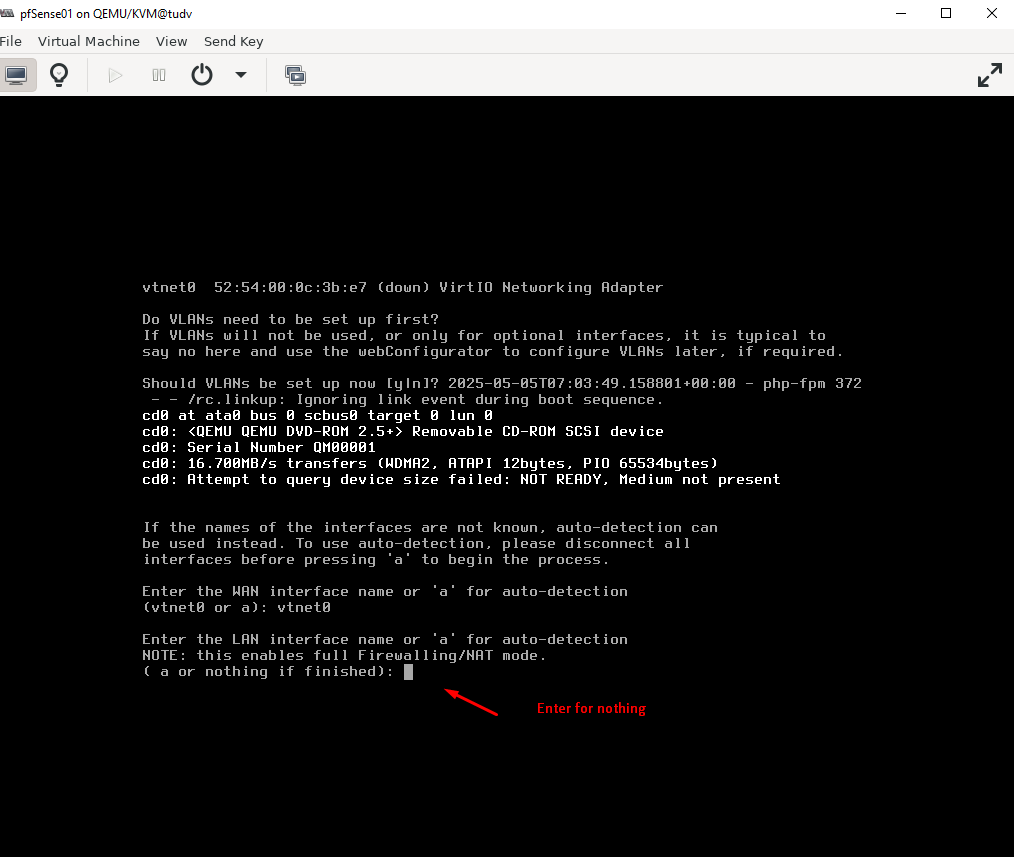 pfSense01 on QEMU/KVM@tudv
File Virtual Machine View Send Key
vtnet0  52:54:00:0c:3b:e7 (down) VirtIO Networking Adapter
Do VLANs need to be set up first?
If VLANs will not be used, or only for optional interfaces, it is typical to
say no here and use the webConfigurator to configure VLANs later, if required.
Should VLANs be set up now [y|n]? 2025-05-05T07:03:49.158801+00:00 - php-fpm 372
- - /rc.linkup: Ignoring link event during boot sequence.
cd0 at ata0 bus 0 scbus0 target 0 lun 0
cd0: <QEMU QEMU DVD-ROM 2.5+> Removable CD-ROM SCSI device
cd0: Serial Number QM00001
cd0: 16.700MB/s transfers (WDMA2, ATAPI 12bytes, PIO 65534bytes)
cd0: Attempt to query device size failed: NOT READY, Medium not present
If the names of the interfaces are not known, auto-detection can
be used instead. To use auto-detection, please disconnect all
interfaces before pressing 'a' to begin the process.
Enter the WAN interface name or 'a' for auto-detection
(vtnet0 or a): vtnet0
Enter the LAN interface name or 'a' for auto-detection
NOTE: this enables full Firewalling/NAT mode.
( a or nothing if finished):
Enter for nothing